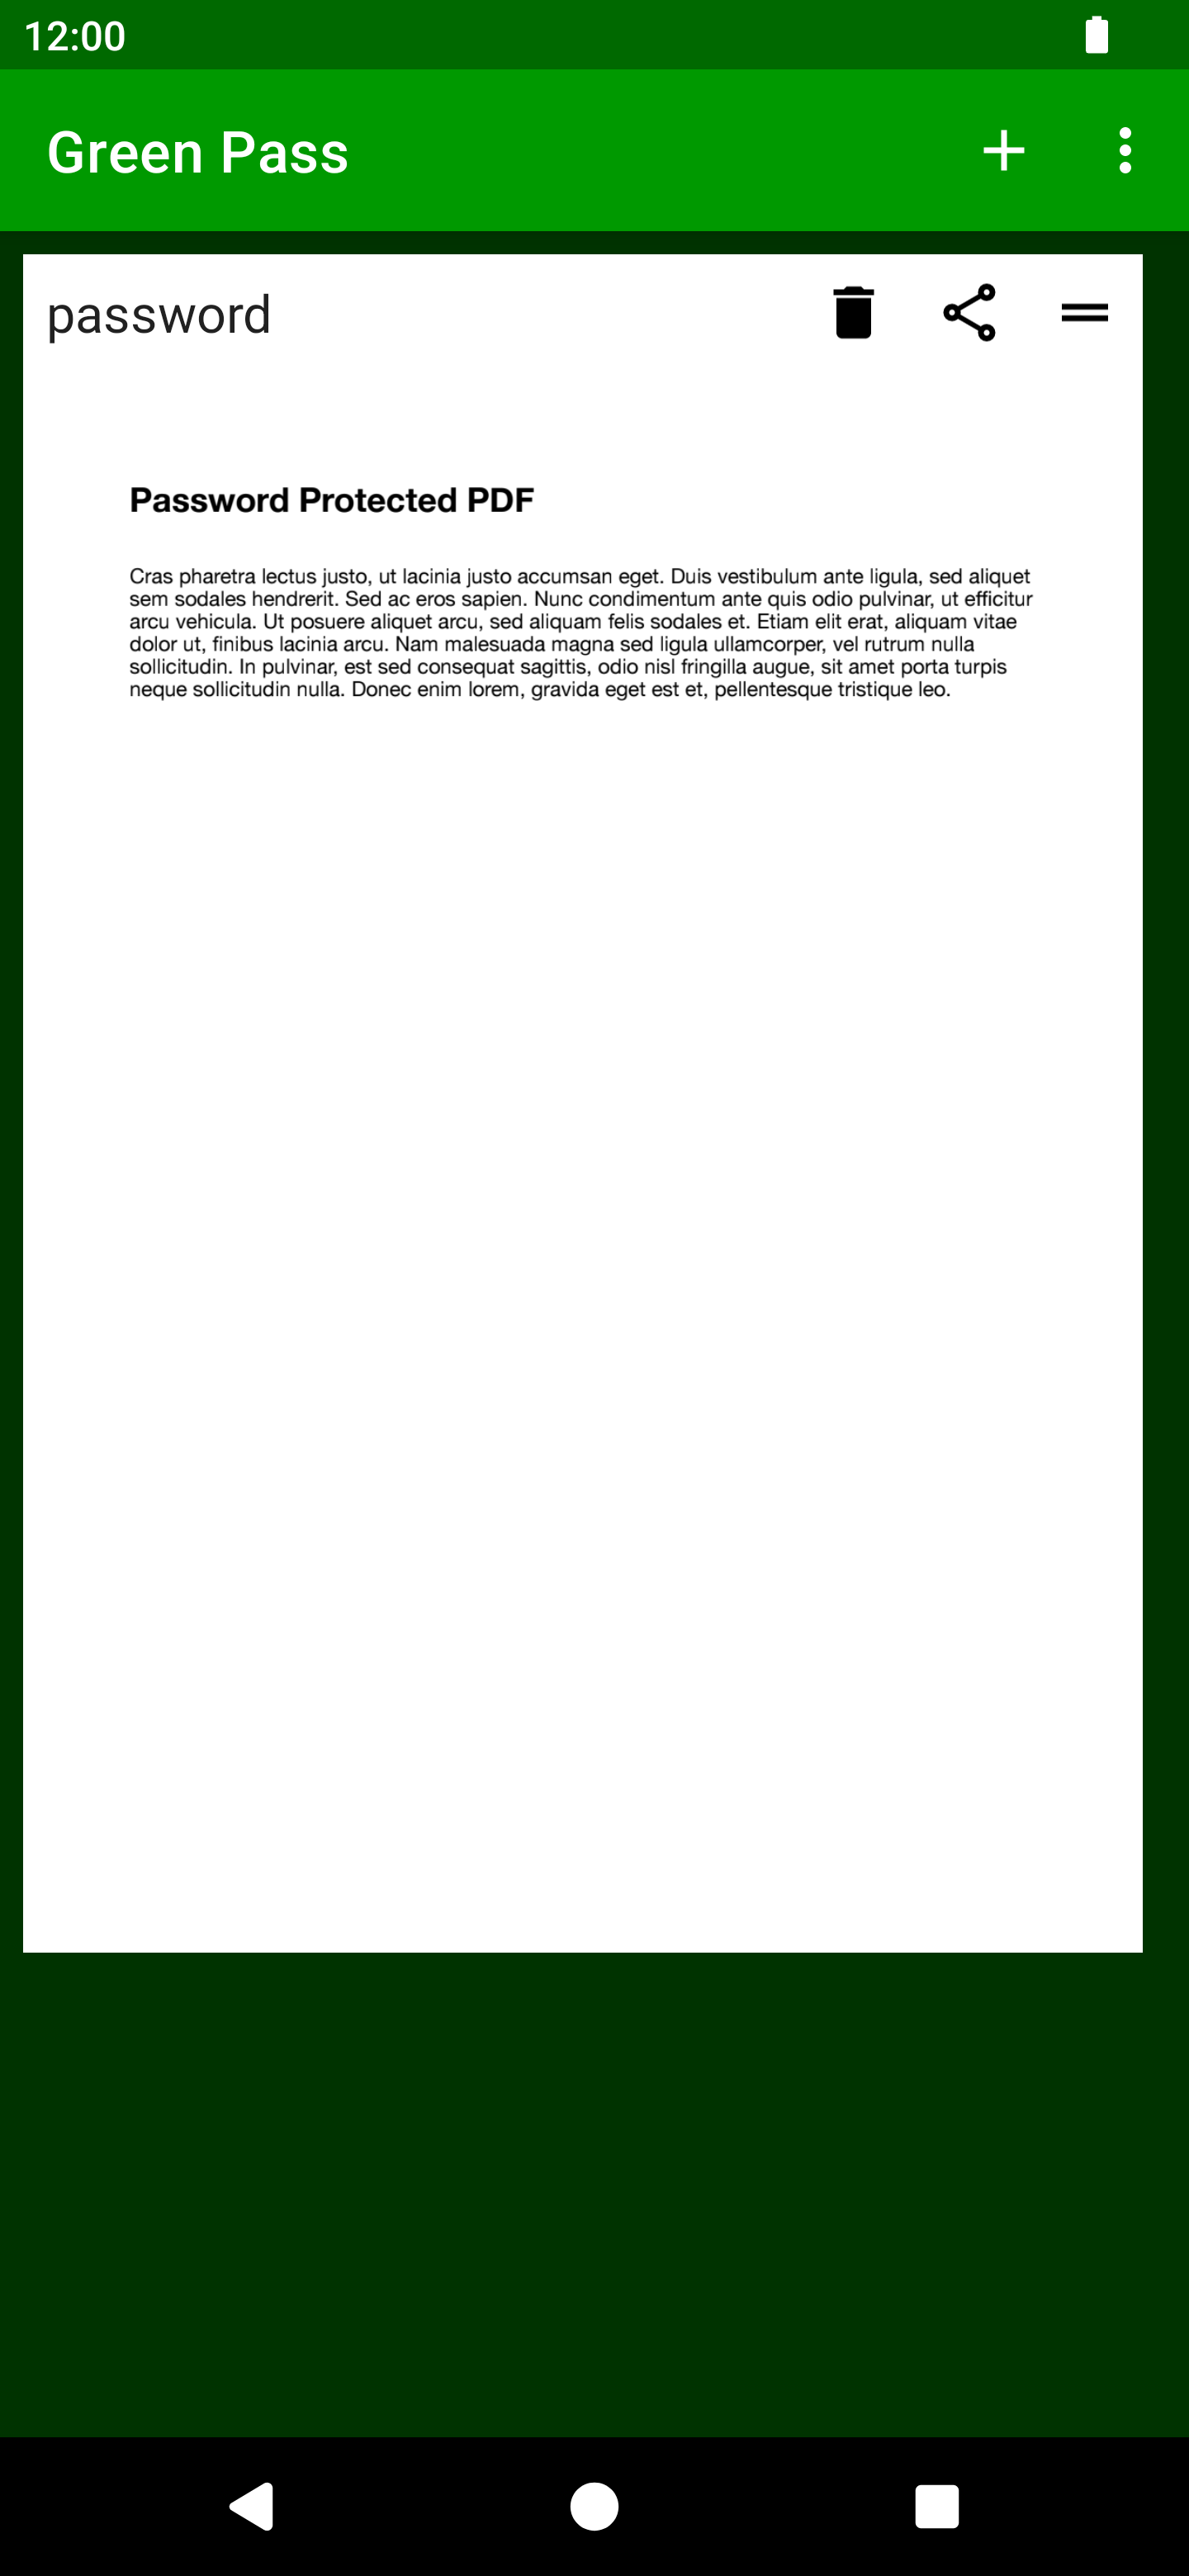 12:00
Green Pass
password
Password Protected PDF
Cras pharetra lectus justo, ut lacinia justo accumsan eget. Duis vestibulum ante ligula, sed aliquet
sem sodales hendrerit. Sed ac eros sapien. Nunc condimentum ante quis odio pulvinar, ut efficitur
arcu vehicula. Ut posuere aliquet arcu, sed aliquam felis sodales et. Etiam elit erat, aliquam vitae
dolor ut, finibus lacinia arcu. Nam malesuada magna sed ligula ullamcorper, vel rutrum nulla
sollicitudin. In pulvinar, est sed consequat sagittis, odio nisl fringilla augue, sit amet porta turpis
neque sollicitudin nulla. Donec enim lorem, gravida eget est et, pellentesque tristique leo.